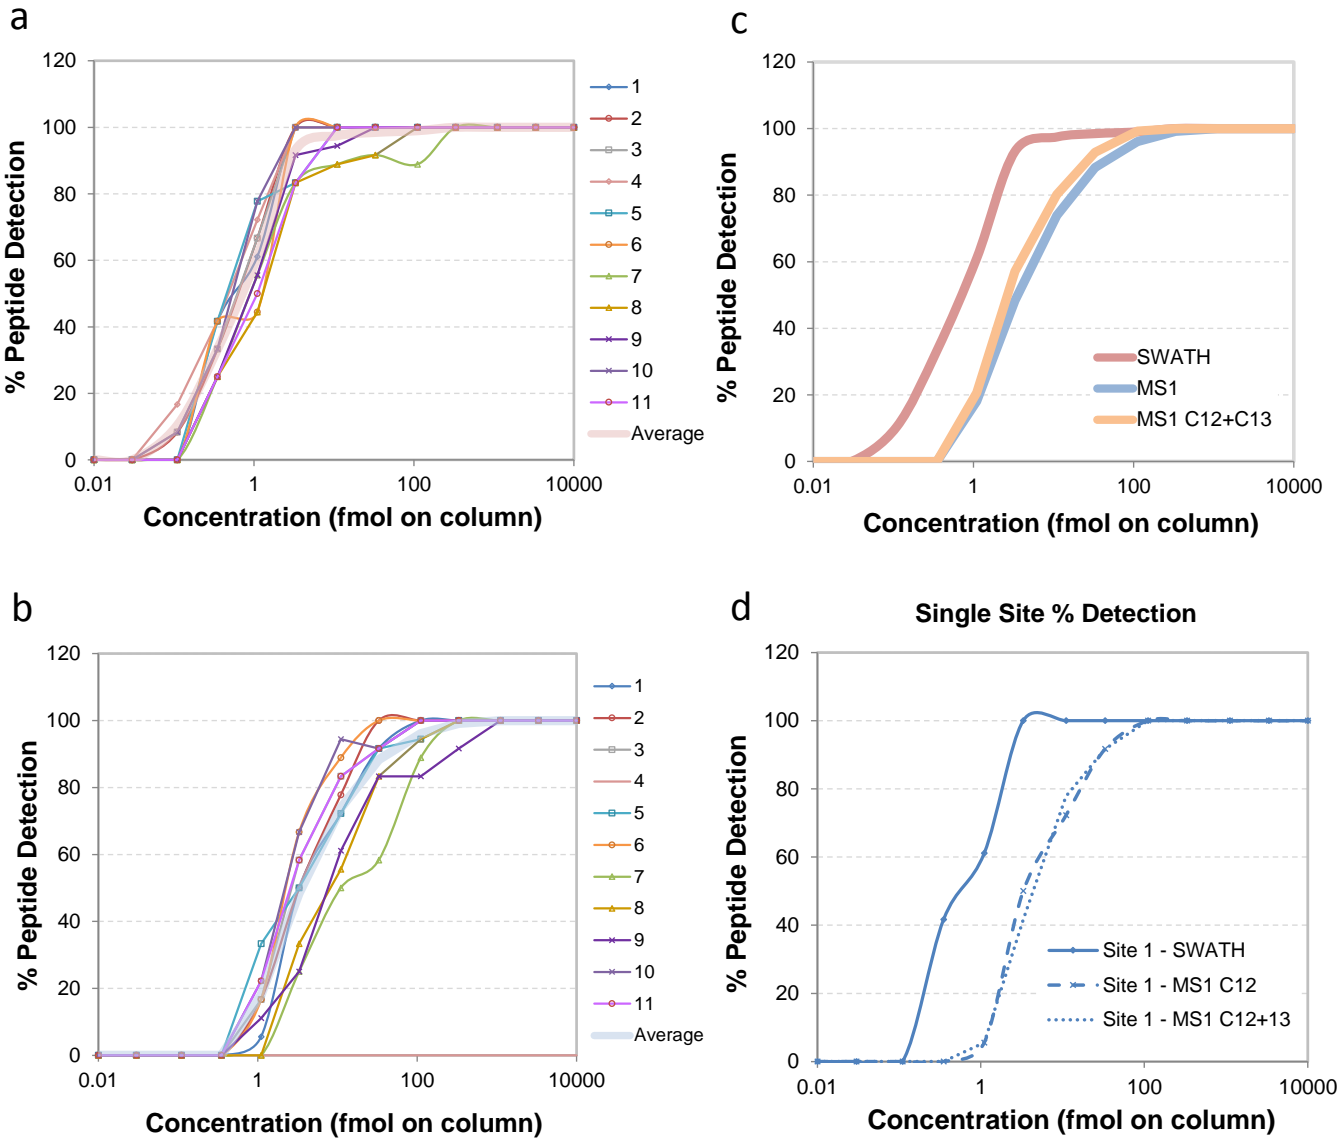 a
120
100
80
60
40
20
0
% Peptide Detection
0.01 1 100 10000
Concentration (fmol on column)
1
2
3
4
5
6
7
8
9
10
11
Average
c
120
100
80
60
40
20
0
% Peptide Detection
0.01 1 100 10000
Concentration (fmol on column)
SWATH
MS1
MS1 C12+C13
b
120
100
80
60
40
20
0
% Peptide Detection
0.01 1 100 10000
Concentration (fmol on column)
1
2
3
4
5
6
7
8
9
10
11
Average
d
Single Site % Detection
120
100
80
60
40
20
0
% Peptide Detection
0.01 1 100 10000
Concentration (fmol on column)
Site 1 - SWATH
Site 1 - MS1 C12
Site 1 - MS1 C12+13